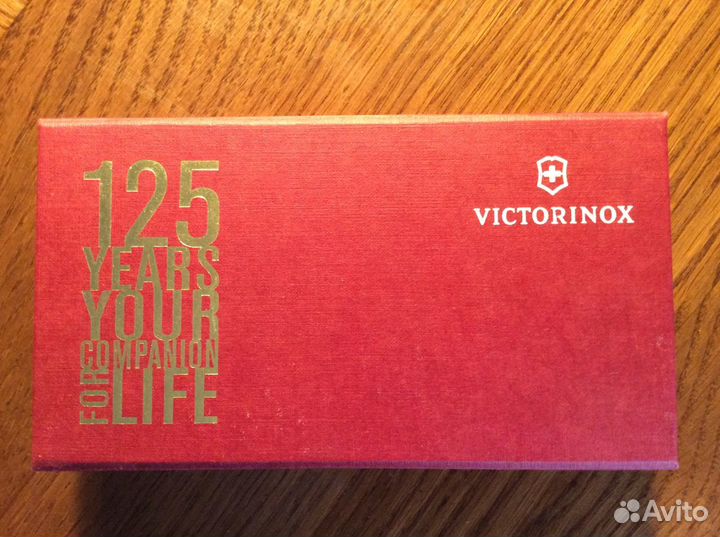 125
YEARS
YOUR
COMPANION
FOR LIFE
VICTORINOX
Avito